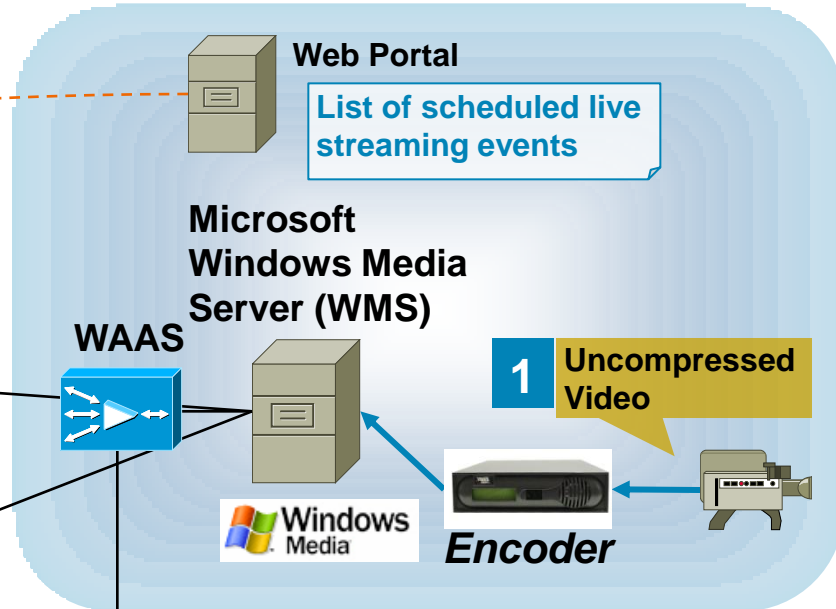 Web Portal
List of scheduled live
streaming events
Microsoft
Windows Media
Server (WMS)
WAAS
1
Uncompressed
Video
Windows
Media
Encoder